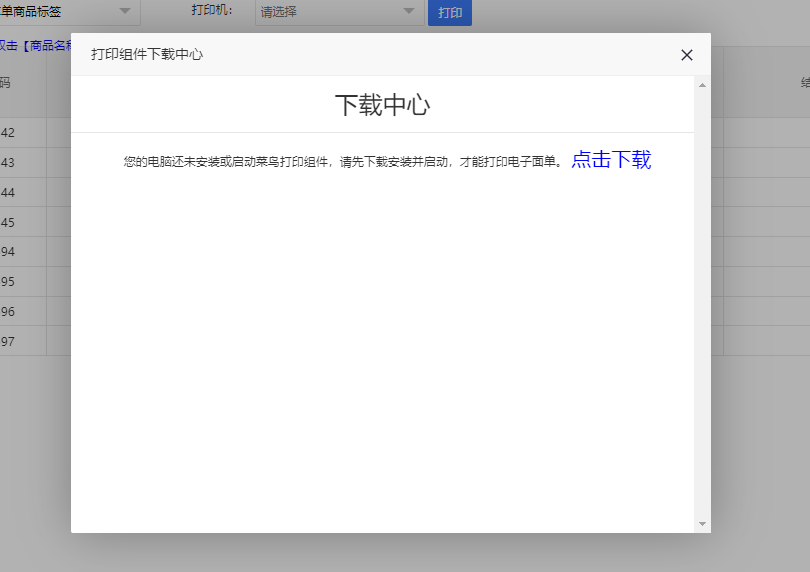 单商品标签 打印机： 请选择 打印
双击【商品名称
打印组件下载中心
码 结
下载中心
42
您的电脑还未安装或启动菜鸟打印组件，请先下载安装并启动，才能打印电子面单。 点击下载
43
44
45
94
95
96
97